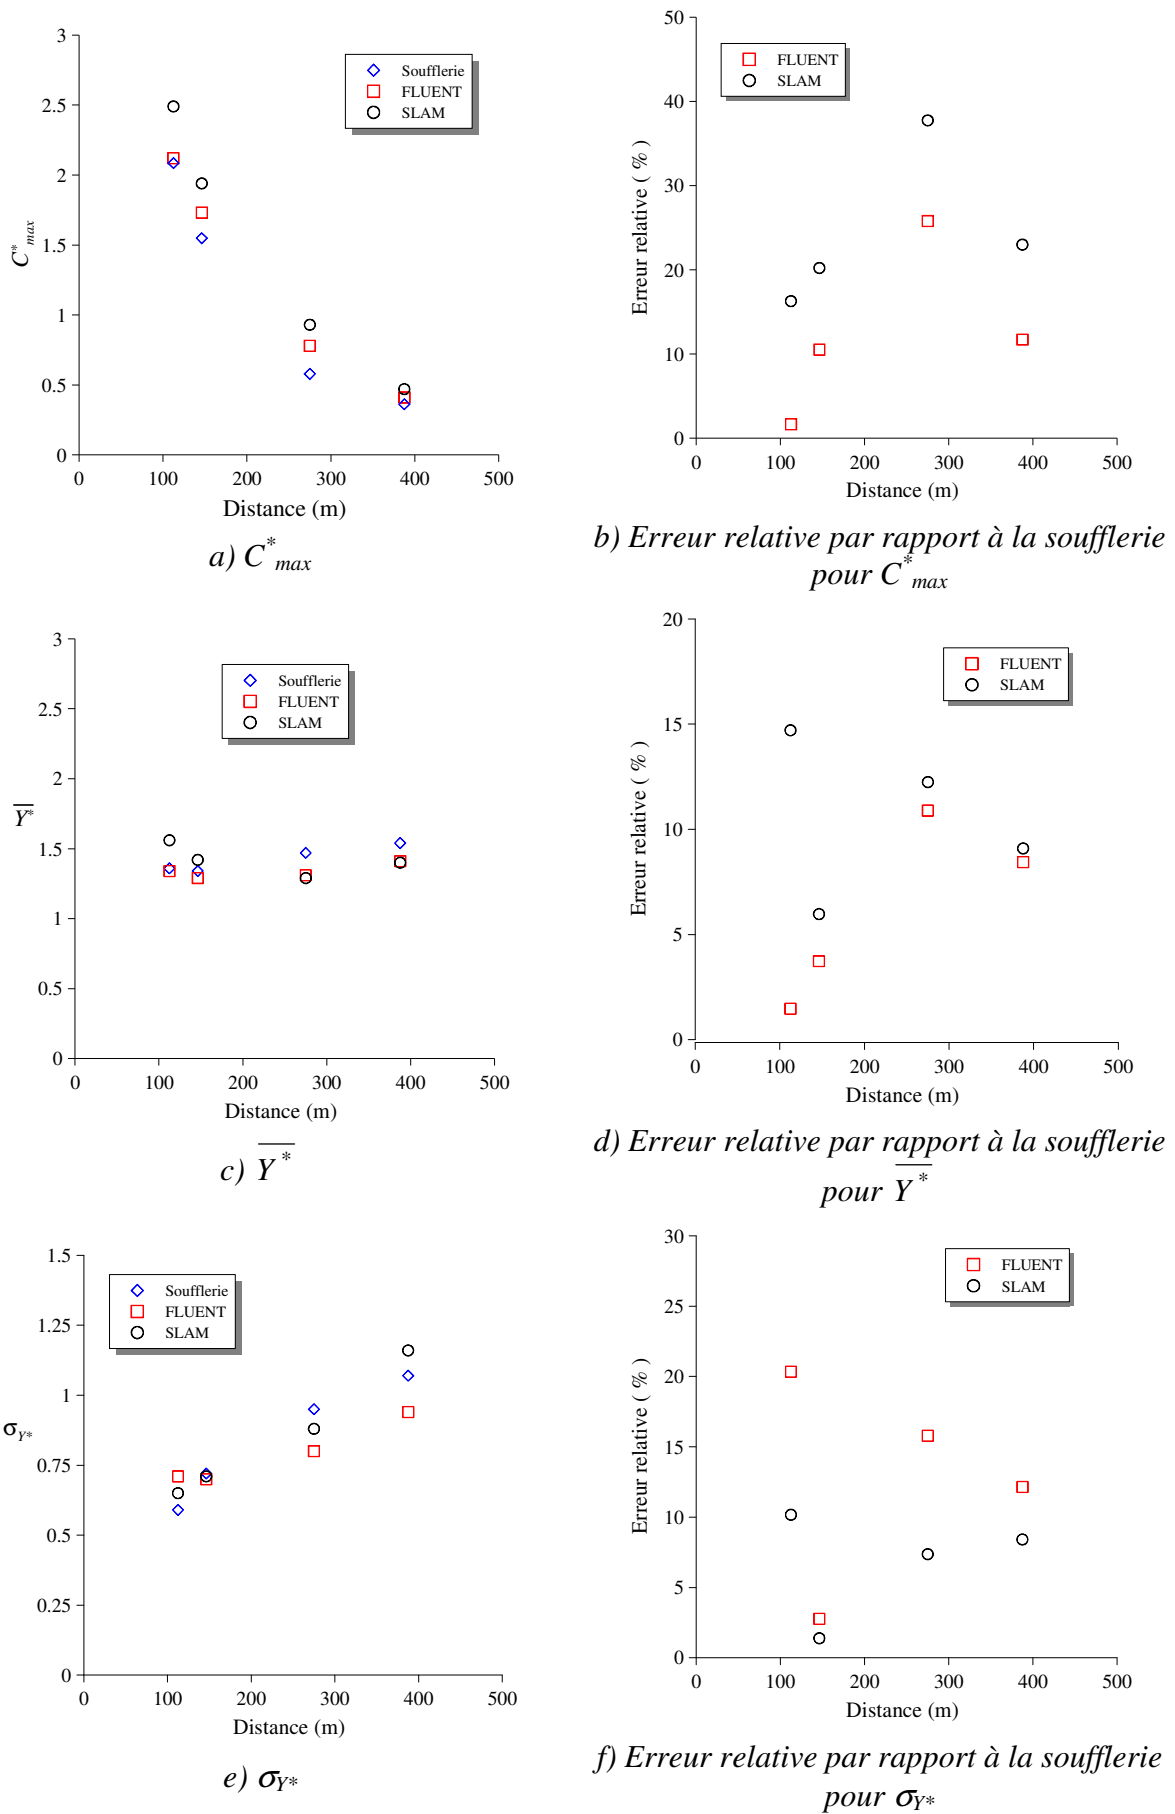 3
2.5
2
1.5
1
0.5
0
0 100 200 300 400 500
C*max
Distance (m)
Soufflerie
FLUENT
SLAM
a) C*max
50
40
30
20
10
0
0 100 200 300 400 500
Erreur relative ( % )
Distance (m)
FLUENT
SLAM
b) Erreur relative par rapport à la soufflerie
pour C*max
3
2.5
2
1.5
1
0.5
0
0 100 200 300 400 500
Y*
Distance (m)
Soufflerie
FLUENT
SLAM
c) Y*
20
15
10
5
0
0 100 200 300 400 500
Erreur relative ( % )
Distance (m)
FLUENT
SLAM
d) Erreur relative par rapport à la soufflerie
pour Y*
1.5
1.25
1
0.75
0.5
0.25
0
0 100 200 300 400 500
σY*
Distance (m)
Soufflerie
FLUENT
SLAM
e) σY*
30
25
20
15
10
5
0
0 100 200 300 400 500
Erreur relative ( % )
Distance (m)
FLUENT
SLAM
f) Erreur relative par rapport à la soufflerie
pour σY*